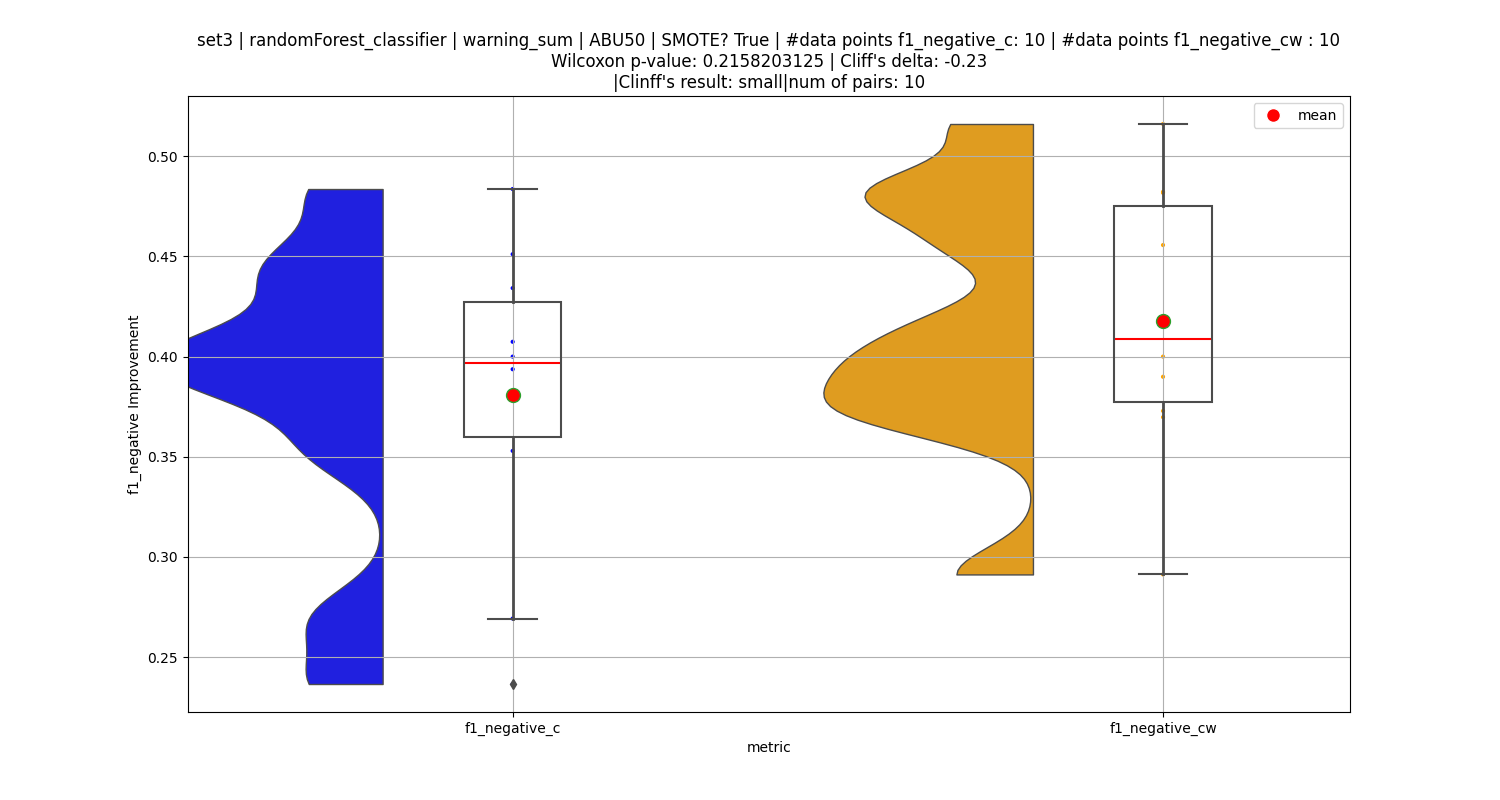 set3 | randomForest_classifier | warning_sum | ABU50 | SMOTE? True | #data points f1_negative_c: 10 | #data points f1_negative_cw : 10
Wilcoxon p-value: 0.2158203125 | Cliff's delta: -0.23
|Clinff's result: small|num of pairs: 10
mean
0.50
0.45
0.40
0.35
0.30
0.25
f1_negative Improvement
f1_negative_c
f1_negative_cw
metric